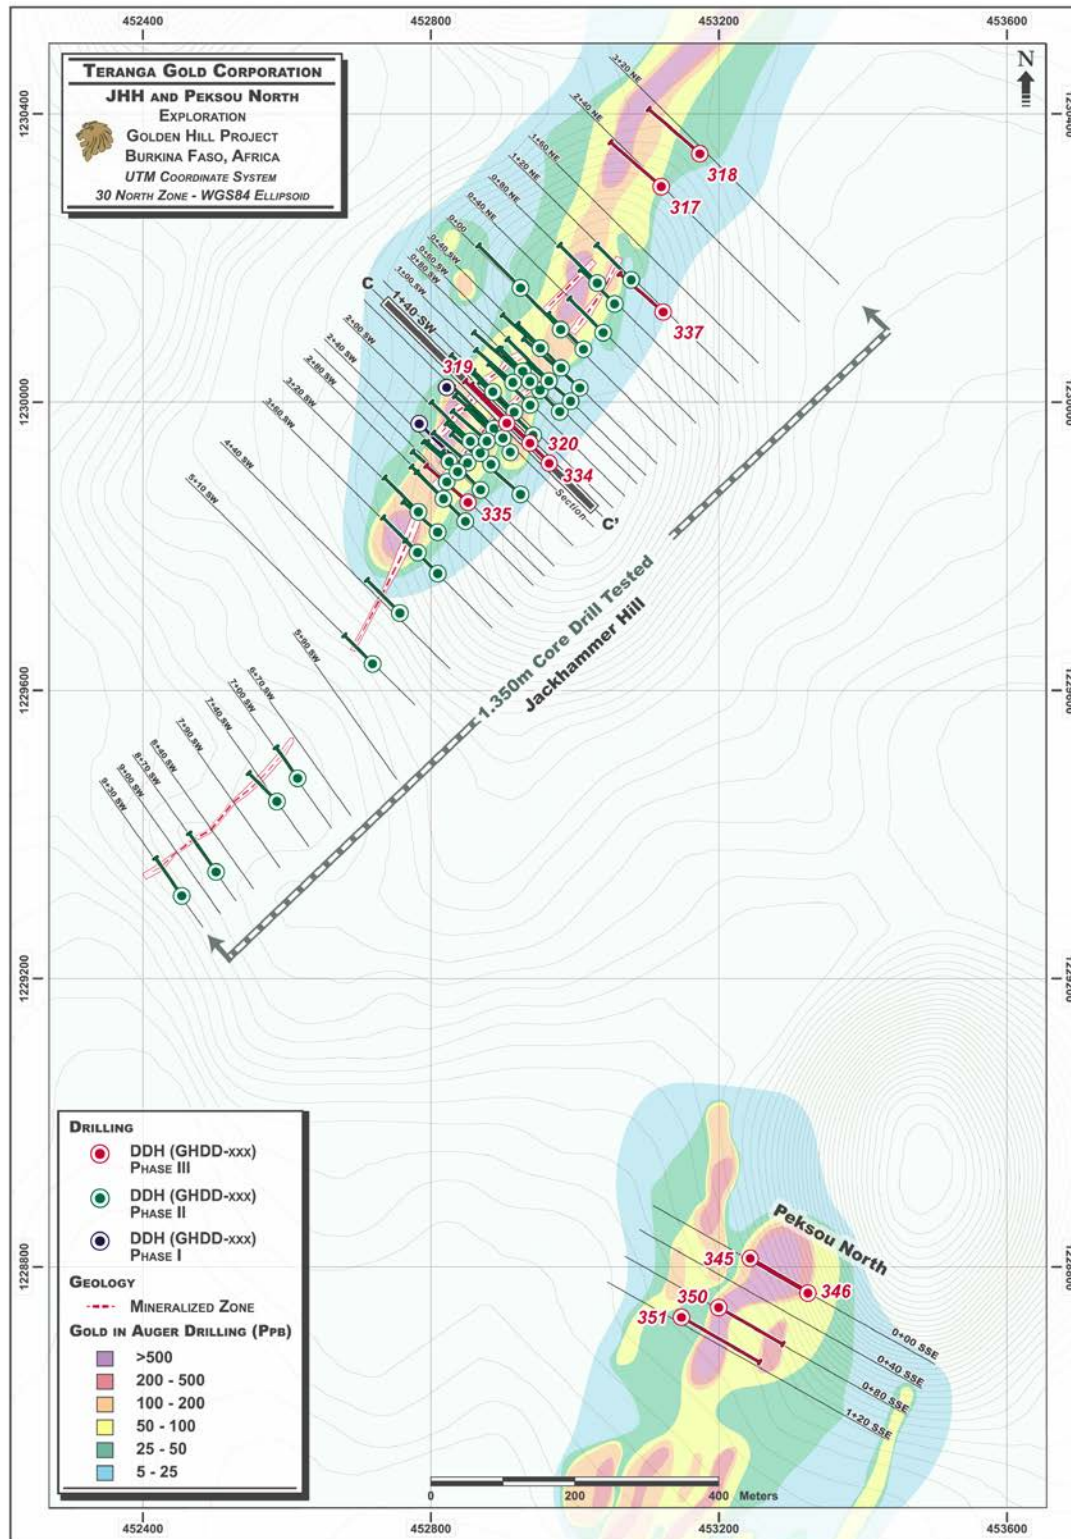 452400
452800
453200
453600
TERANGA GOLD CORPORATION
JHH AND PEKSOU NORTH
EXPLORATION
GOLDEN HILL PROJECT
BURKINA FASO, AFRICA
UTM COORDINATE SYSTEM
30 NORTH ZONE - WGS84 ELLIPSOID
N
1230400
1230400
3+20 NE
2+40 NE
1+60 NE
1+20 NE
0+80 NE
0+40 NE
0+00
0+40 SW
0+60 SW
0+80 SW
1+00 SW
C
1+40 SW
2+00 SW
2+40 SW
2+80 SW
3+20 SW
3+60 SW
4+40 SW
5+10 SW
318
317
337
319
320
334
335
Section
C'
1230000
1230000
1.350m Core Drill Tested
Jackhammer Hill
1229600
1229600
5+90 SW
6+70 SW
7+00 SW
7+40 SW
7+90 SW
8+40 SW
8+70 SW
9+00 SW
9+30 SW
1229200
1229200
DRILLING
DDH (GHDD-XXX)
PHASE III
DDH (GHDD-XXX)
PHASE II
DDH (GHDD-XXX)
PHASE I
GEOLOGY
MINERALIZED ZONE
GOLD IN AUGER DRILLING (PPB)
>500
200 - 500
100 - 200
50 - 100
25 - 50
5 - 25
Peksou North
345
346
350
351
0+00 SSE
0+40 SSE
0+80 SSE
1+20 SSE
1228800
1228800
0
200
400
Meters
452400
452800
453200
453600